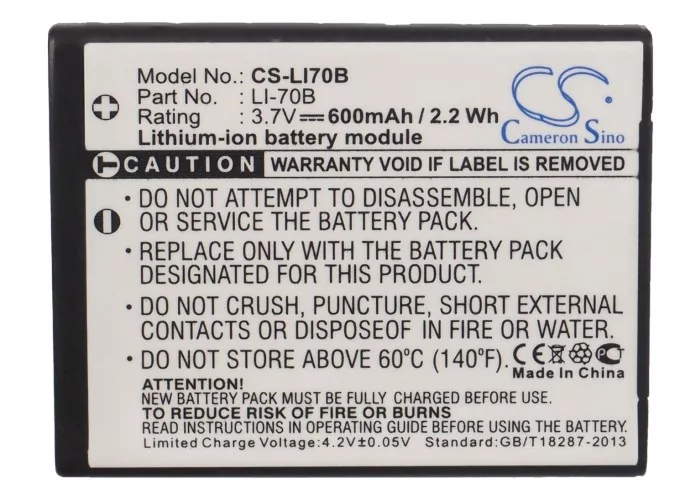 Model No.: CS-LI70B
Part No.: LI-70B
Rating : 3.7V⎓600mAh / 2.2 Wh
Lithium-ion battery module
CS
Cameron Sino
CAUTION WARRANTY VOID IF LABEL IS REMOVED
• DO NOT ATTEMPT TO DISASSEMBLE, OPEN
OR SERVICE THE BATTERY PACK.
• REPLACE ONLY WITH THE BATTERY PACK
DESIGNATED FOR THIS PRODUCT.
• DO NOT CRUSH, PUNCTURE, SHORT EXTERNAL
CONTACTS OR DISPOSEOF IN FIRE OR WATER.
• DO NOT STORE ABOVE 60°C (140°F).
CE
Made In China
ATTENTION!
NEW BATTERY PACK MUST BE FULLY CHARGED BEFORE USE
TO REDUCE RISK OF FIRE OR BURNS.
PLEASE READ USER'S MANUAL BEFORE USING THE BATTERY.
Limited Charge Voltage:4.2V±0.05V Standard:GB/T18287-2013